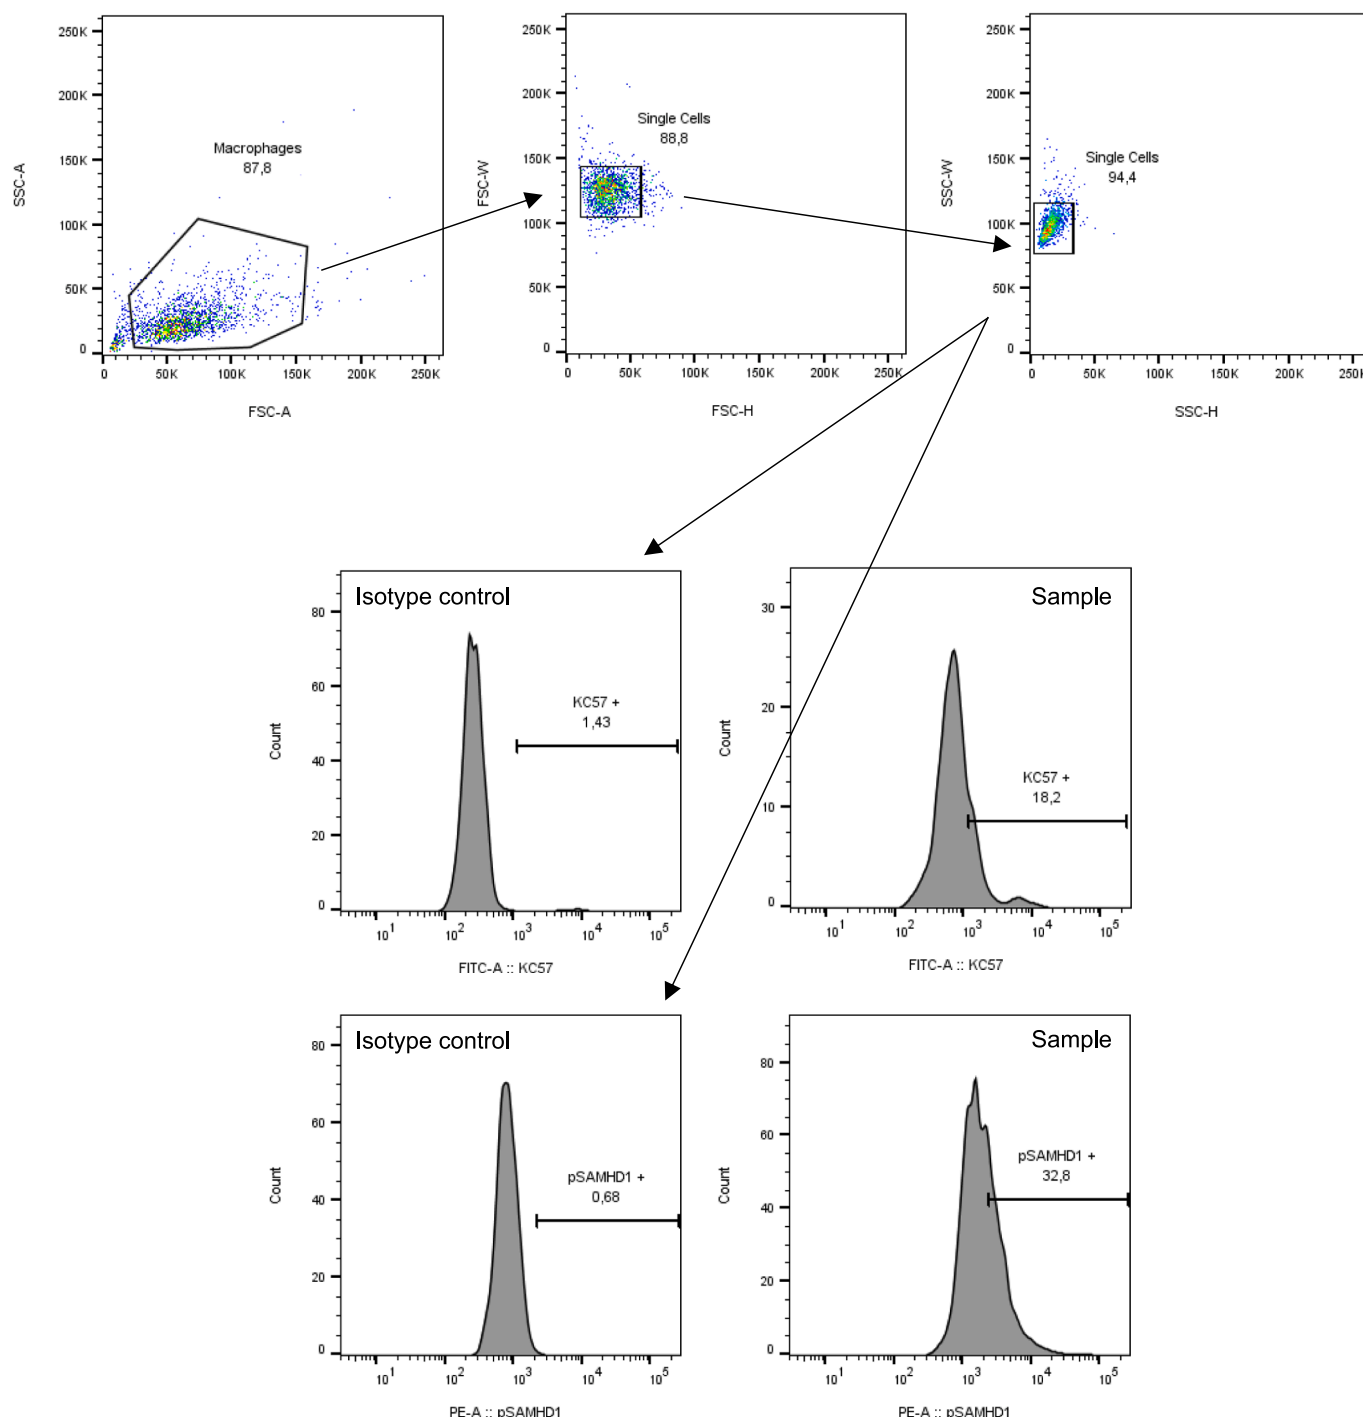 250K
200K
150K
100K
50K
0
SSC-A
Macrophages
87,8
0 50K 100K 150K 200K 250K
FSC-A
250K
200K
150K
100K
50K
0
FSC-W
Single Cells
88,8
0 50K 100K 150K 200K 250K
FSC-H
250K
200K
150K
100K
50K
0
SSC-W
Single Cells
94,4
0 50K 100K 150K 200K 250K
SSC-H
Isotype control
80
60
40
20
0
Count
KC57 +
1,43
10^1 10^2 10^3 10^4 10^5
FITC-A :: KC57
Sample
30
20
10
0
Count
KC57 +
18,2
10^1 10^2 10^3 10^4 10^5
FITC-A :: KC57
Isotype control
80
60
40
20
0
Count
pSAMHD1 +
0,68
10^1 10^2 10^3 10^4 10^5
PE-A :: pSAMHD1
Sample
80
60
40
20
0
Count
pSAMHD1 +
32,8
10^1 10^2 10^3 10^4 10^5
PE-A :: pSAMHD1